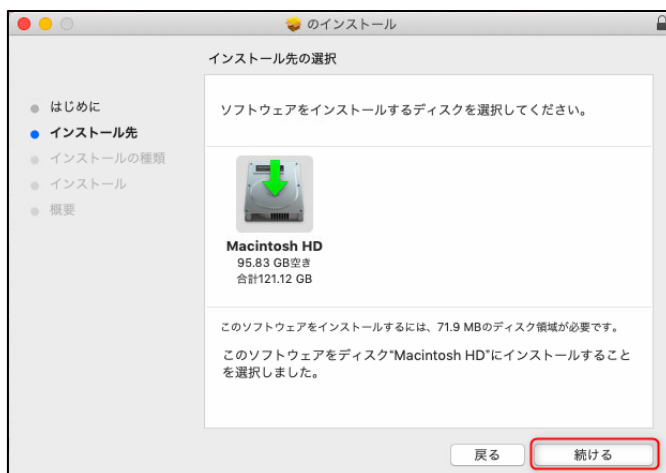 のインストール
インストール先の選択
はじめに
インストール先
インストールの種類
インストール
概要
ソフトウェアをインストールするディスクを選択してください。
Macintosh HD
95.83 GB空き
合計121.12 GB
このソフトウェアをインストールするには、71.9 MBのディスク領域が必要です。
このソフトウェアをディスク“Macintosh HD”にインストールすること
を選択しました。
戻る
続ける